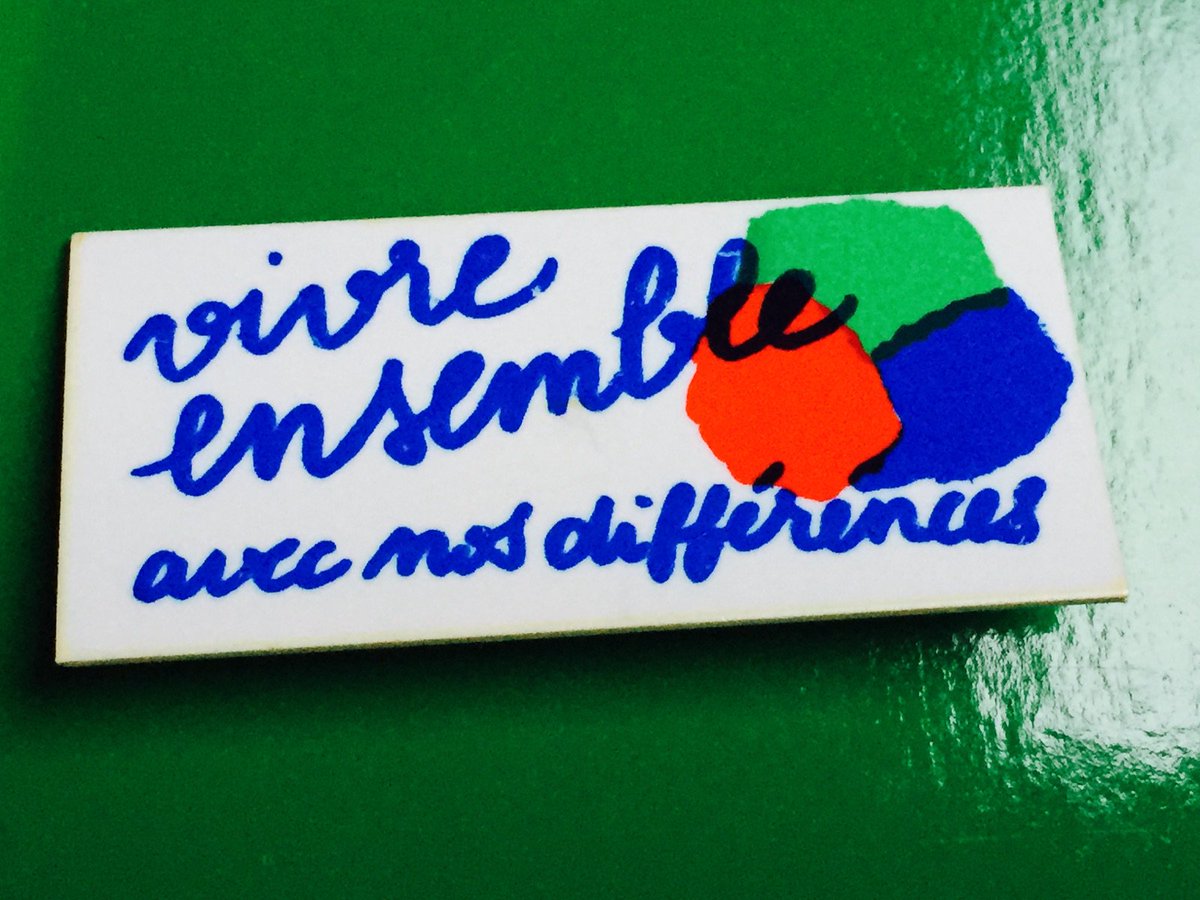 vivre
ensemble
avec nos différences